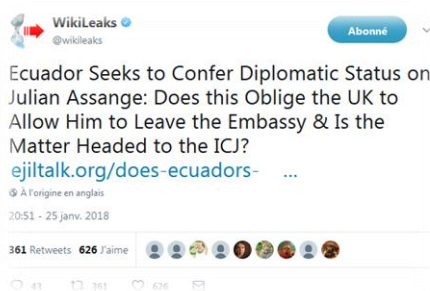 WikiLeaks
@wikileaks
Abonné
Ecuador Seeks to Confer Diplomatic Status on
Julian Assange: Does this Oblige the UK to
Allow Him to Leave the Embassy & Is the
Matter Headed to the ICJ?
ejiltalk.org/does-ecuadors- ...
À l'origine en anglais
20:51 - 25 janv. 2018
361 Retweets 626 J'aime
43 361 626